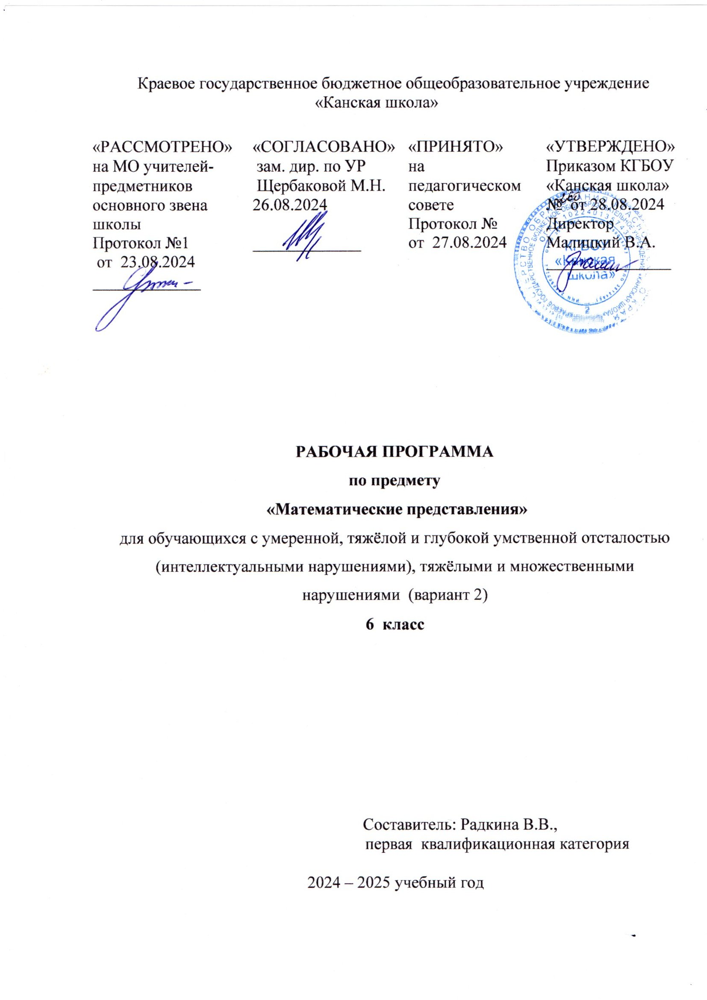 Краевое государственное бюджетное общеобразовательное учреждение
«Канская школа»
«РАССМОТРЕНО»
на МО учителей-
предметников
основного звена
школы
Протокол №1
от 23.08.2024
«СОГЛАСОВАНО»
зам. дир. по УР
Щербаковой М.Н.
26.08.2024
«ПРИНЯТО»
на
педагогическом
совете
Протокол №
от 27.08.2024
«УТВЕРЖДЕНО»
Приказом КГБОУ
«Канская школа»
№ от 28.08.2024
Директор
Малицкий В.А.
КГБОУ
«Канская
школа»
РАБОЧАЯ ПРОГРАММА
по предмету
«Математические представления»
для обучающихся с умеренной, тяжёлой и глубокой умственной отсталостью
(интеллектуальными нарушениями), тяжёлыми и множественными
нарушениями (вариант 2)
6 класс
Составитель: Радкина В.В.,
первая квалификационная категория
2024 – 2025 учебный год